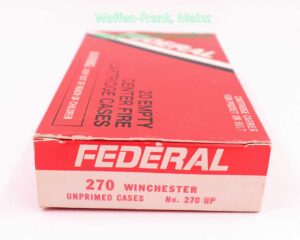 Waffen-Frank, Mainz
FEDERAL
20 EMPTY
CENTER FIRE
CARTRIDGE CASES
FEDERAL
270 WINCHESTER
UNPRIMED CASES No. 270 UP